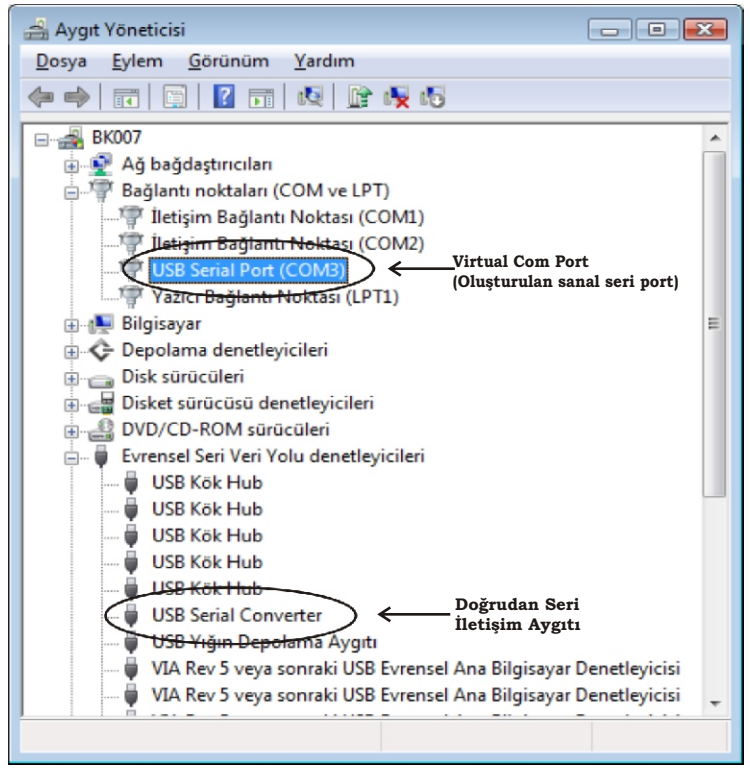 Aygıt Yöneticisi
Dosya Eylem Görünüm Yardım
BK007
Ağ bağdaştırıcıları
Bağlantı noktaları (COM ve LPT)
İletişim Bağlantı Noktası (COM1)
İletişim Bağlantı Noktası (COM2)
USB Serial Port (COM3)
Virtual Com Port
(Oluşturulan sanal seri port)
Yazıcı Bağlantı Noktası (LPT1)
Bilgisayar
Depolama denetleyicileri
Disk sürücüleri
Disket sürücüsü denetleyicileri
DVD/CD-ROM sürücüleri
Evrensel Seri Veri Yolu denetleyicileri
USB Kök Hub
USB Kök Hub
USB Kök Hub
USB Kök Hub
USB Kök Hub
USB Serial Converter
Doğrudan Seri
İletişim Aygıtı
USB Yığın Depolama Aygıtı
VIA Rev 5 veya sonraki USB Evrensel Ana Bilgisayar Denetleyicisi
VIA Rev 5 veya sonraki USB Evrensel Ana Bilgisayar Denetleyicisi